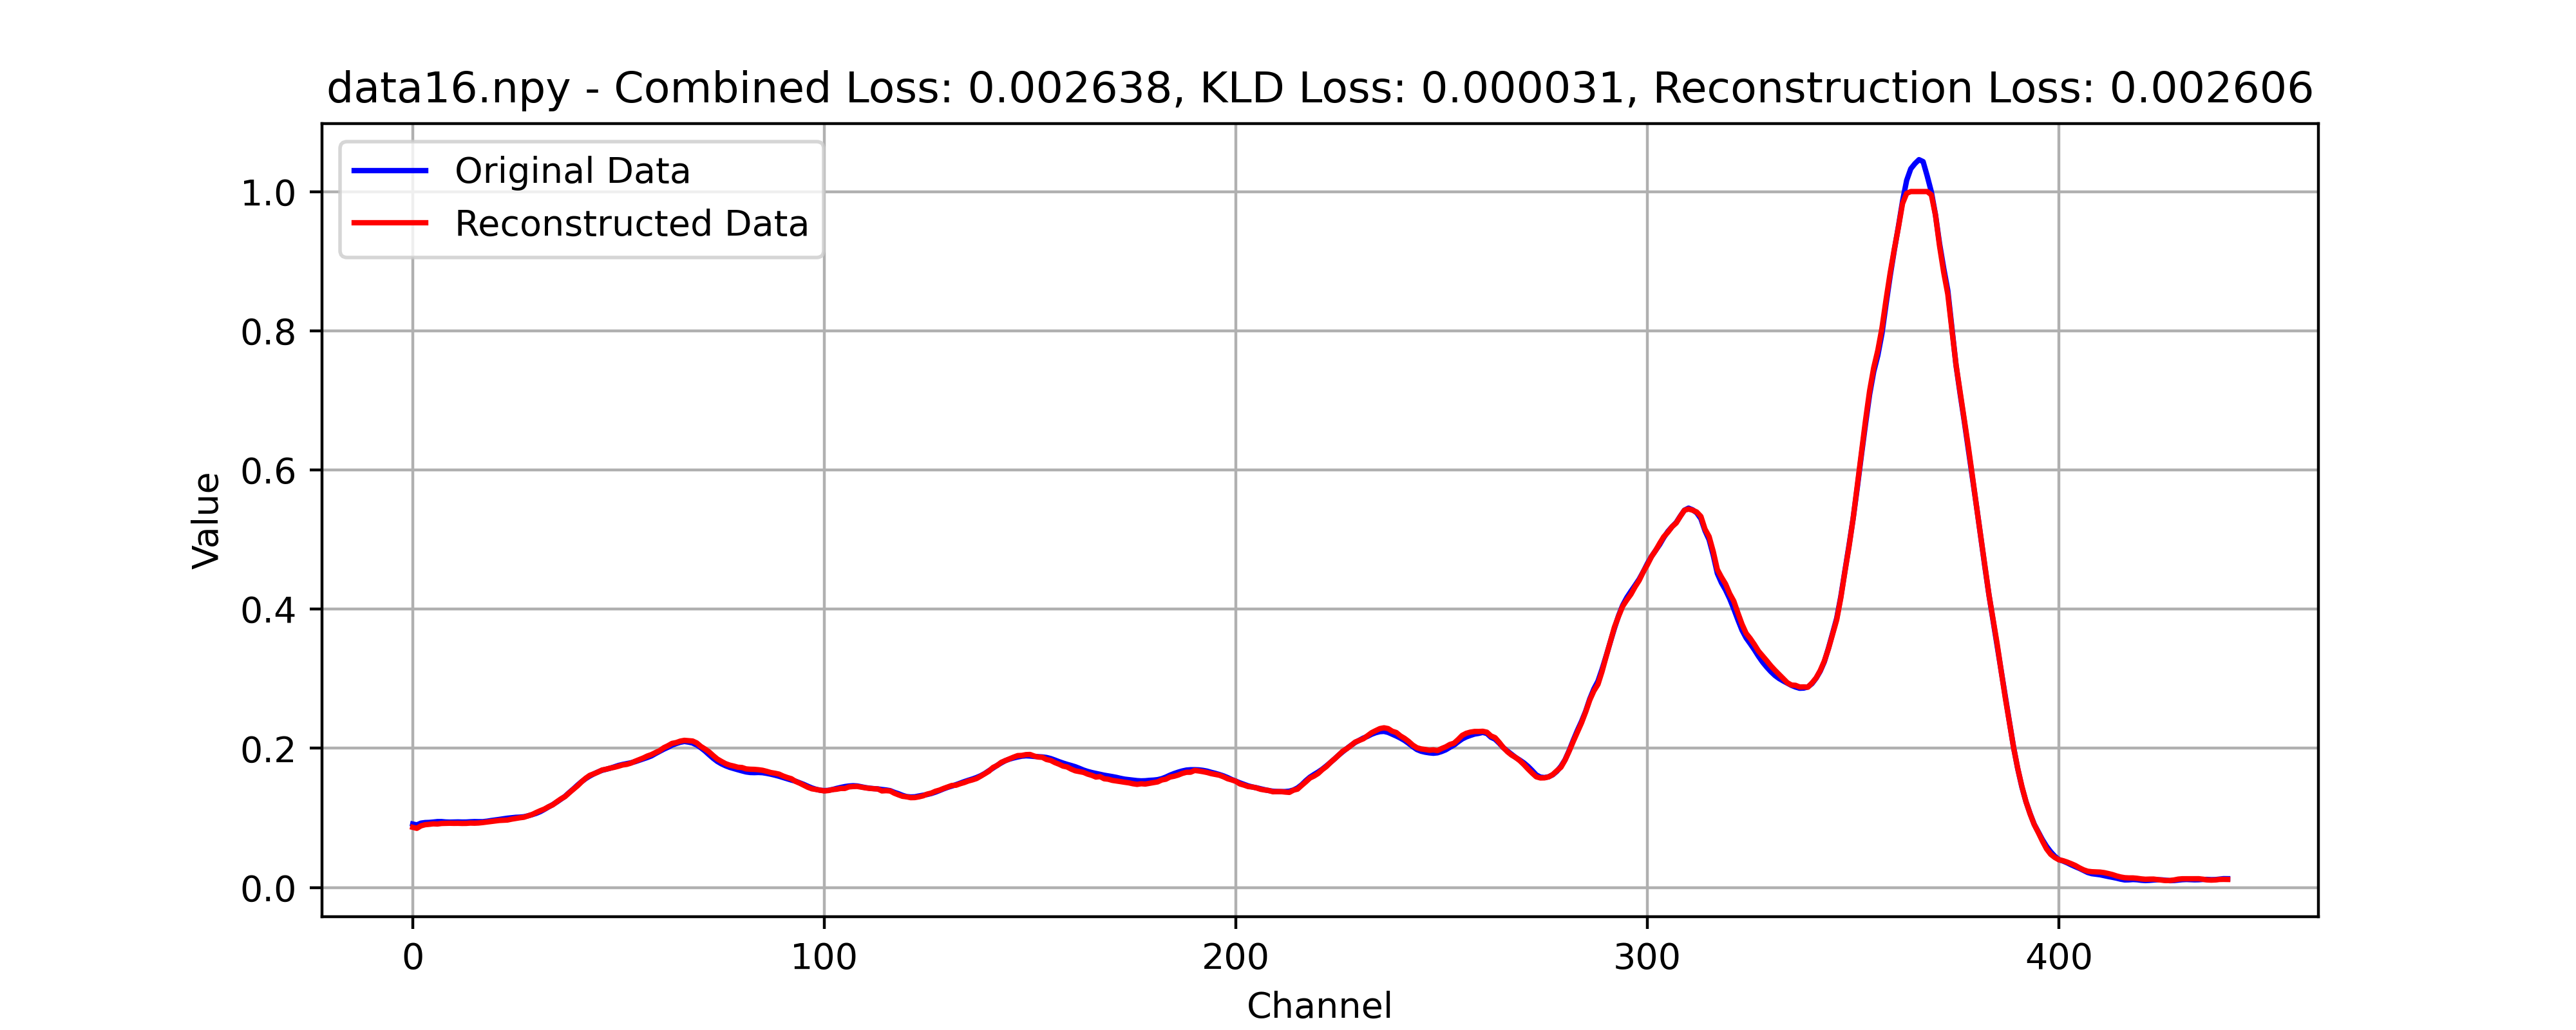 data16.npy - Combined Loss: 0.002638, KLD Loss: 0.000031, Reconstruction Loss: 0.002606
Original Data
Reconstructed Data
1.0
0.8
0.6
0.4
0.2
0.0
Value
0 100 200 300 400
Channel